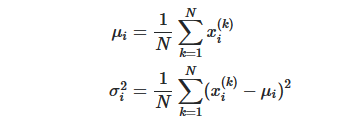 μ_i = \frac{1}{N} \sum_{k=1}^{N} x_i^{(k)}
σ_i^2 = \frac{1}{N} \sum_{k=1}^{N} (x_i^{(k)} − μ_i)^2